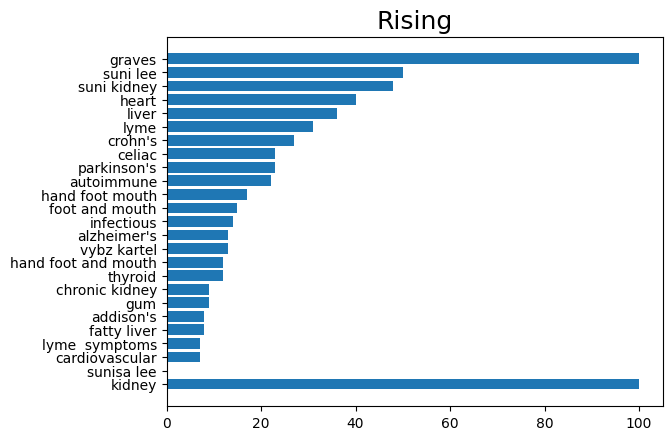 Rising
graves
suni lee
suni kidney
heart
liver
lyme
crohn's
celiac
parkinson's
autoimmune
hand foot mouth
foot and mouth
infectious
alzheimer's
vybz kartel
hand foot and mouth
thyroid
chronic kidney
gum
addison's
fatty liver
lyme  symptoms
cardiovascular
sunisa lee
kidney
0 20 40 60 80 100